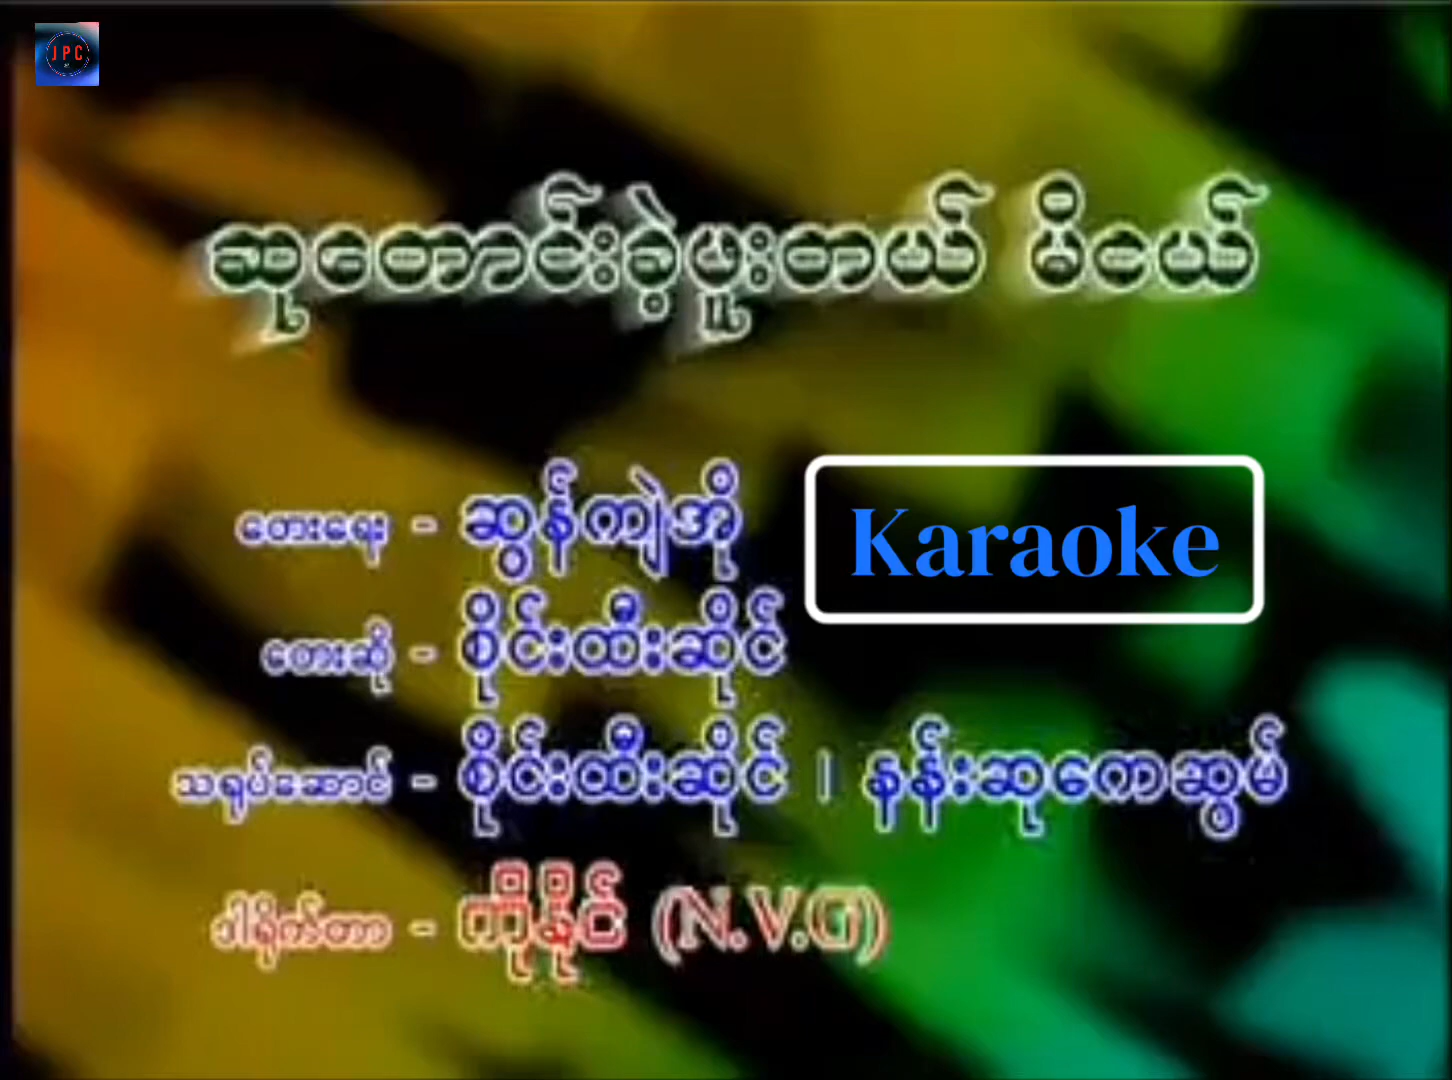 JPC
ဆုတောင်းခဲ့ဖူးတယ် မိငယ်
တေးရေး - ဆွန်ကျဲအို
Karaoke
တေးဆို - စိုင်းထီးဆိုင်
သရုပ်ဆောင် - စိုင်းထီးဆိုင် ၊ နန်းဆုကေဆွမ်
ဒါရိုက်တာ - ကိုနိုင် (N.V.C)